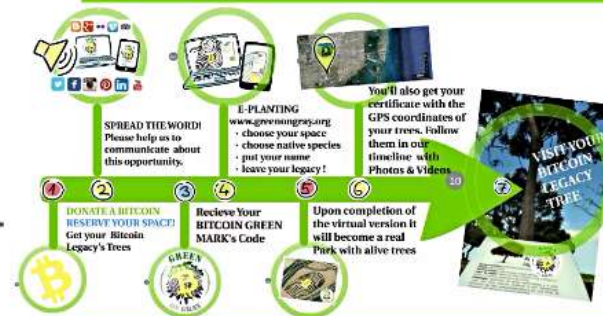 SPREAD THE WORD!
Please help us to
communicate about
this opportunity.
E-PLANTING
www.greenongray.org
· choose your space
· choose native species
· put your name
· leave your legacy !
You'll also get your
certificate with the
GPS coordinates of
your trees. Follow
them in our
timeline with
Photos & Videos
1
2
3
4
5
6
10
7
VISIT YOUR
BITCOIN
LEGACY
TREE
DONATE A BITCOIN
RESERVE YOUR SPACE!
Get your Bitcoin
Legacy's Trees
Recieve Your
BITCOIN GREEN
MARK's Code
Upon completion of
the virtual version it
will become a real
Park with alive trees
GREEN
ON GRAY